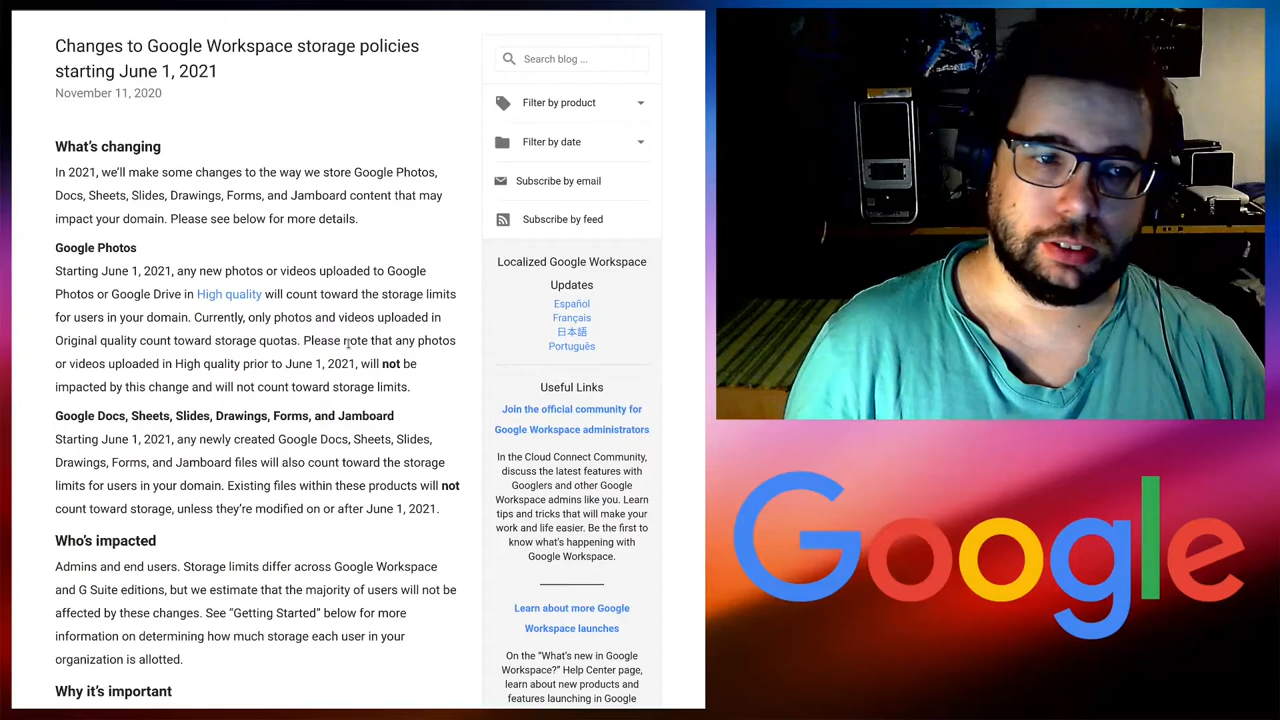 Changes to Google Workspace storage policies
starting June 1, 2021
November 11, 2020
What's changing
In 2021, we'll make some changes to the way we store Google Photos,
Docs, Sheets, Slides, Drawings, Forms, and Jamboard content that may
impact your domain. Please see below for more details.
Google Photos
Starting June 1, 2021, any new photos or videos uploaded to Google
Photos or Google Drive in High quality will count toward the storage limits
for users in your domain. Currently, only photos and videos uploaded in
Original quality count toward storage quotas. Please note that any photos
or videos uploaded in High quality prior to June 1, 2021, will not be
impacted by this change and will not count toward storage limits.
Google Docs, Sheets, Slides, Drawings, Forms, and Jamboard
Starting June 1, 2021, any newly created Google Docs, Sheets, Slides,
Drawings, Forms, and Jamboard files will also count toward the storage
limits for users in your domain. Existing files within these products will not
count toward storage, unless they're modified on or after June 1, 2021.
Who's impacted
Admins and end users. Storage limits differ across Google Workspace
and G Suite editions, but we estimate that the majority of users will not be
affected by these changes. See “Getting Started” below for more
information on determining how much storage each user in your
organization is allotted.
Why it's important
Search blog ...
Filter by product
Filter by date
Subscribe by email
Subscribe by feed
Localized Google Workspace
Updates
Español
Français
日本語
Português
Useful Links
Join the official community for
Google Workspace administrators
In the Cloud Connect Community,
discuss the latest features with
Googlers and other Google
Workspace admins like you. Learn
tips and tricks that will make your
work and life easier. Be the first to
know what's happening with
Google Workspace.
Learn about more Google
Workspace launches
On the “What's new in Google
Workspace?” Help Center page,
learn about new products and
features launching in Google
Google